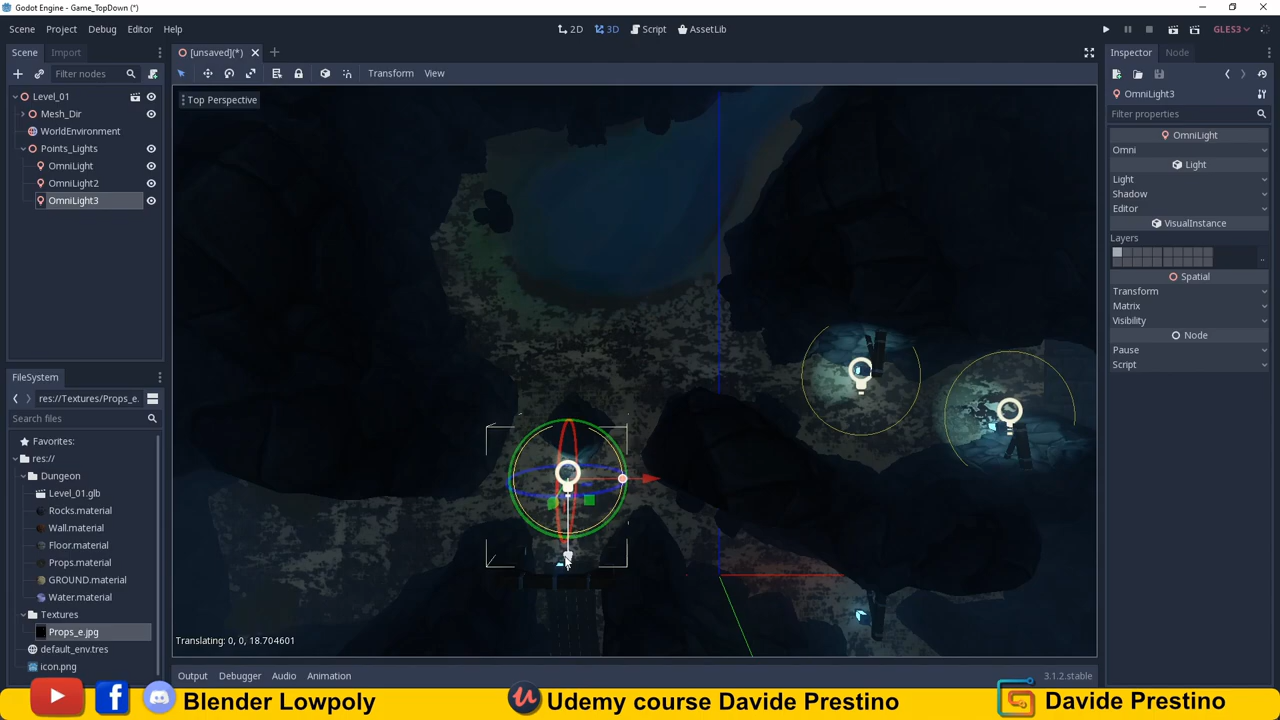 Godot Engine - Game_TopDown (*)
Scene Project Debug Editor Help
2D 3D Script AssetLib
GLES3
Scene Import
[unsaved](*)
Inspector Node
Filter nodes
Transform View
Level_01
Mesh_Dir
WorldEnvironment
Points_Lights
OmniLight
OmniLight2
OmniLight3
Top Perspective
Translating: 0, 0, 18.704601
OmniLight3
Filter properties
OmniLight
Omni
Light
Light
Shadow
Editor
VisualInstance
Layers
..
Spatial
Transform
Matrix
Visibility
Node
Pause
Script
FileSystem
res://Textures/Props_e.
Search files
Favorites:
res://
Dungeon
Level_01.glb
Rocks.material
Wall.material
Floor.material
Props.material
GROUND.material
Water.material
Textures
Props_e.jpg
default_env.tres
icon.png
Output Debugger Audio Animation
3.1.2.stable
Blender Lowpoly
Udemy course Davide Prestino
Davide Prestino